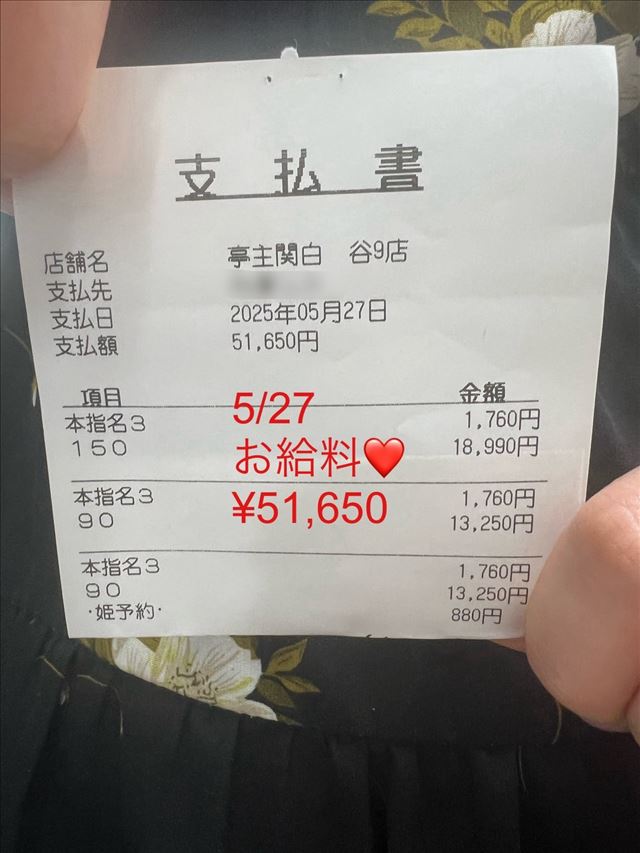 支払書
店舗名 亭主関白 谷9店
支払先
支払日 2025年05月27日
支払額 51,650円
項目 金額
5/27
お給料❤️
¥51,650
本指名3 1,760円
150 18,990円
本指名3 1,760円
90 13,250円
本指名3 1,760円
90 13,250円
・姫予約・ 880円